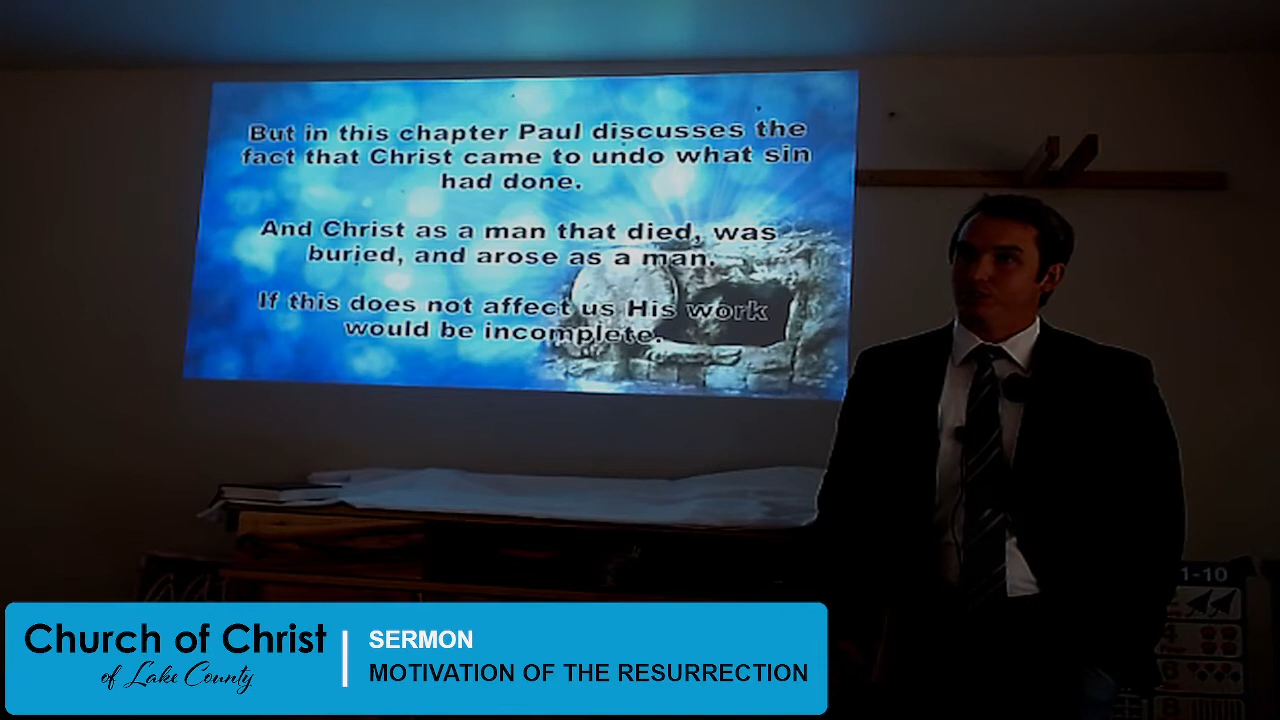 But in this chapter Paul discusses the
fact that Christ came to undo what sin
had done.
And Christ as a man that died, was
buried, and arose as a man.
If this does not affect us His work
would be incomplete.
1-10
Church of Christ
of Lake County
SERMON
MOTIVATION OF THE RESURRECTION